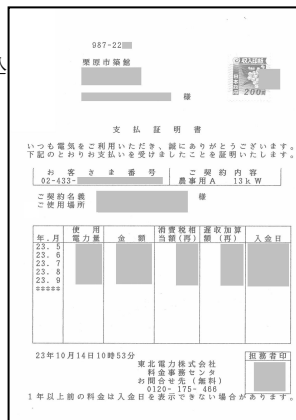 987-22
栗原市築館
収入印紙
200円
様
支払証明書
いつも電気をご利用いただき、誠にありがとうございます。
下記のとおりお支払いを受けましたことを証明いたします。
お客さま番号 ご契約内容
02-433- 農事用A 13kW
ご契約名義 様
ご使用場所
年.月 使用電力量 金額 消費税相当額(再) 遅収加算額(再) 入金日
23. 5
23. 6
23. 7
23. 8
23. 9
*****
23年10月14日10時53分 担務者印
東北電力株式会社
料金事務センタ
お問合せ先(無料)
0120-175-466
1年以上前の料金は入金日を表示できない場合があります。